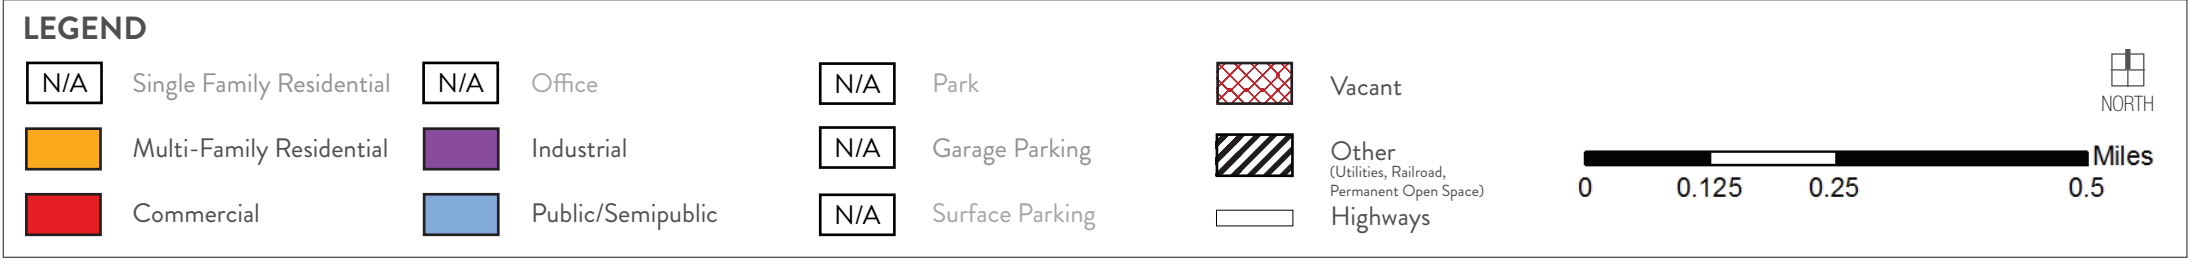 LEGEND
N/A Single Family Residential
Multi-Family Residential
Commercial
N/A Office
Industrial
Public/Semipublic
N/A Park
N/A Garage Parking
N/A Surface Parking
Vacant
Other
(Utilities, Railroad,
Permanent Open Space)
Highways
NORTH
Miles
0 0.125 0.25 0.5